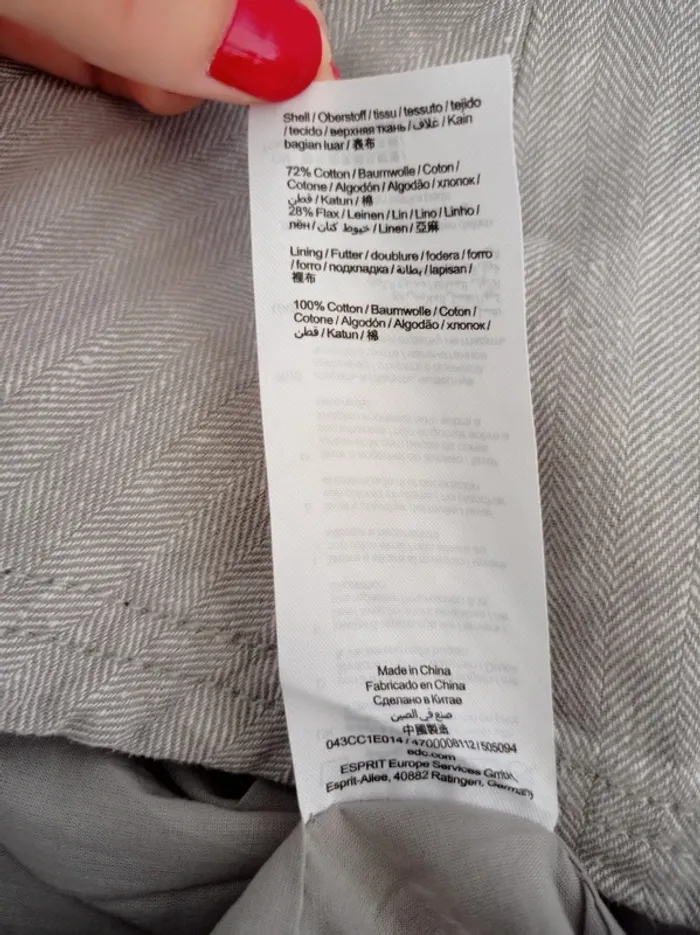 Shell / Oberstoff / tissu / tessuto / tejido
/ tecido / верхняя ткань / غلاف / Kain
bagian luar / 表布
72% Cotton / Baumwolle / Coton /
Cotone / Algodón / Algodão / хлопок /
قطن / Katun / 棉
28% Flax / Leinen / Lin / Lino / Linho /
лён / خيوط كتان / Linen / 亞麻
Lining / Futter / doublure / fodera / forro
/ forro / подкладка / بطانة / lapisan /
裡布
100% Cotton / Baumwolle / Coton /
Cotone / Algodón / Algodão / хлопок /
قطن / Katun / 棉
Made in China
Fabricado en China
Сделано в Китае
صنع في الصين
中國製造
043CC1E014 / 4700008112 / 505094
edc.com
ESPRIT Europe Services GmbH,
Esprit-Allee, 40882 Ratingen, Germany